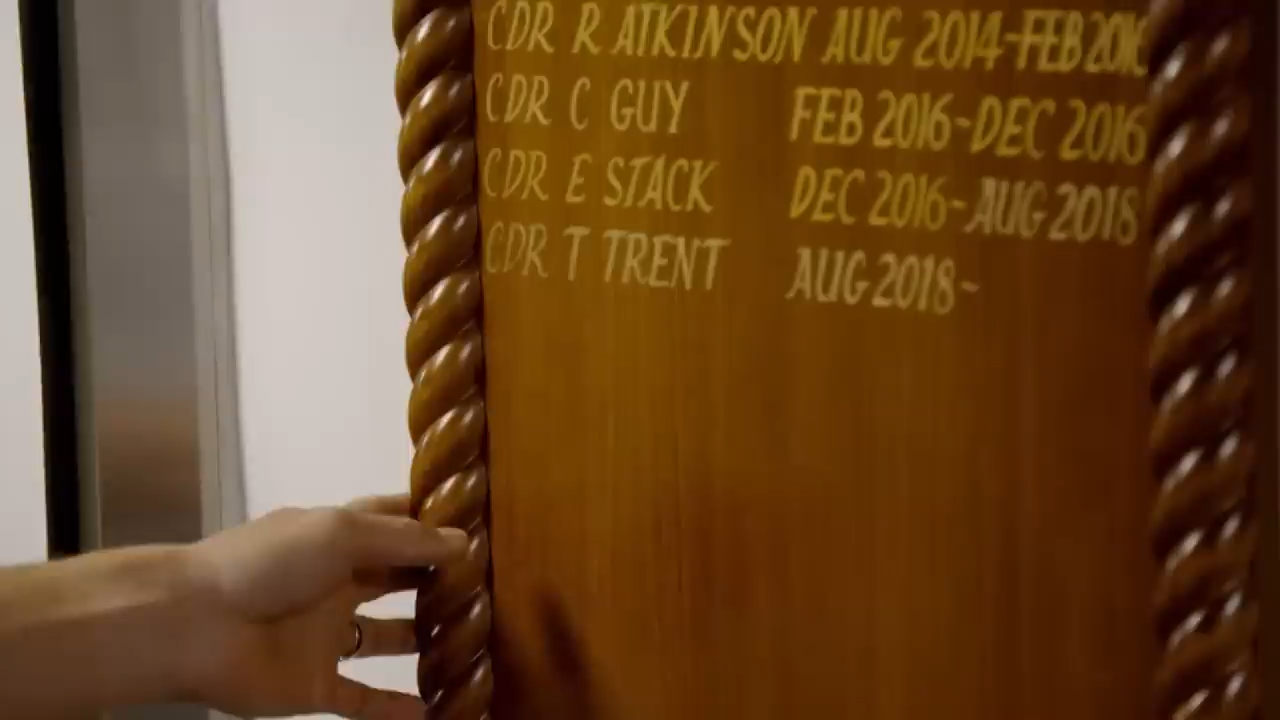 CDR R ATKINSON AUG 2014-FEB 2016
CDR C GUY FEB 2016-DEC 2016
CDR E STACK DEC 2016-AUG 2018
CDR T TRENT AUG 2018-